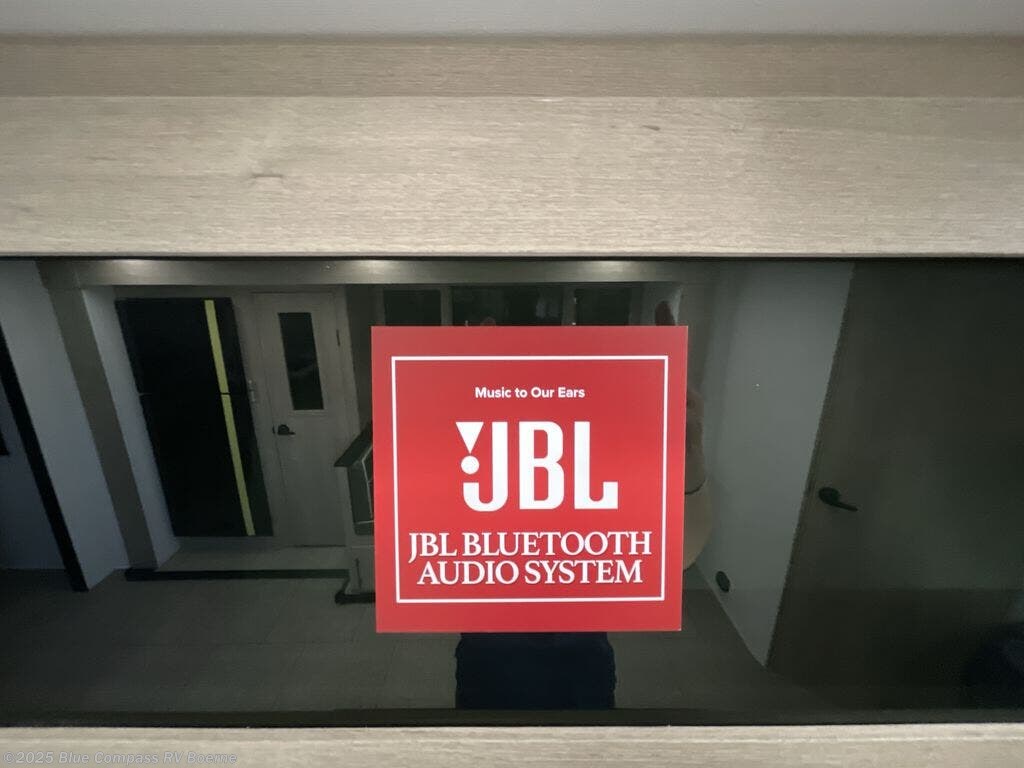 Music to Our Ears
JBL
JBL BLUETOOTH
AUDIO SYSTEM
©2025 Blue Compass RV Boerne